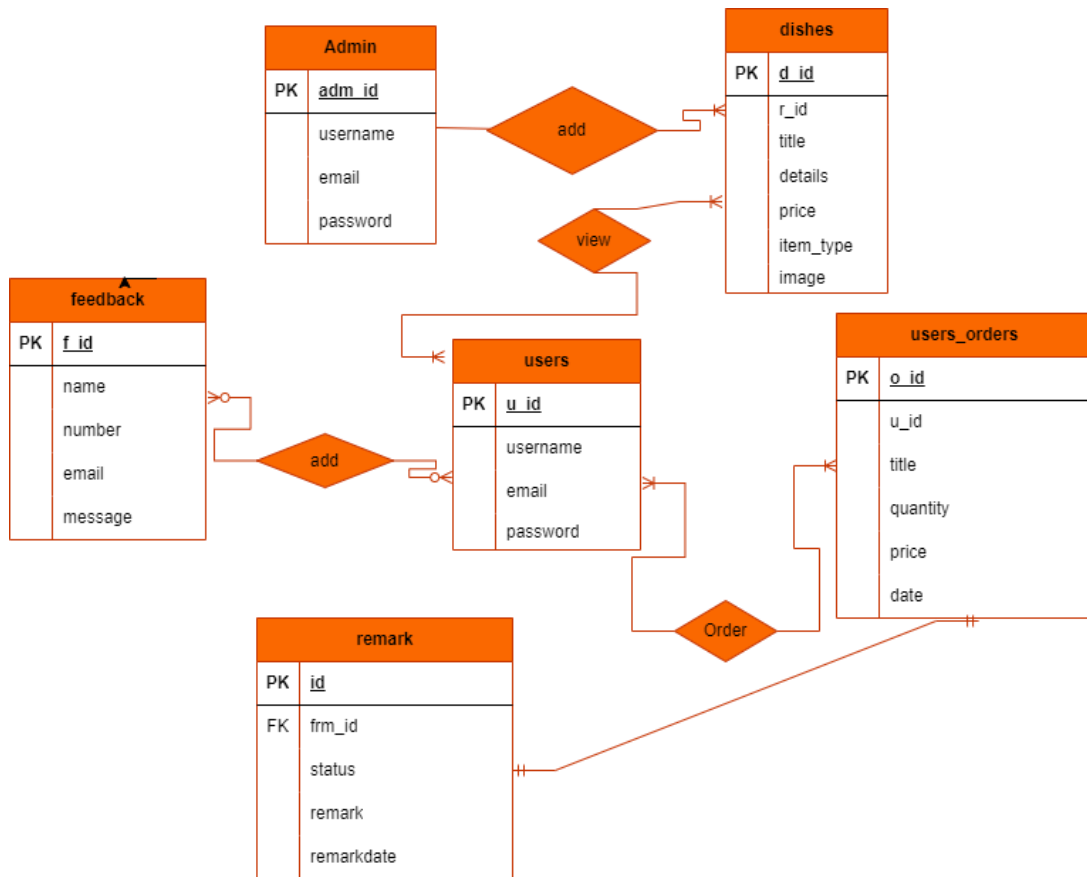 Admin
PK adm_id
username
email
password
add
dishes
PK d_id
r_id
title
details
price
item_type
image
view
feedback
PK f_id
name
number
email
message
add
users
PK u_id
username
email
password
users_orders
PK o_id
u_id
title
quantity
price
date
Order
remark
PK id
FK frm_id
status
remark
remarkdate